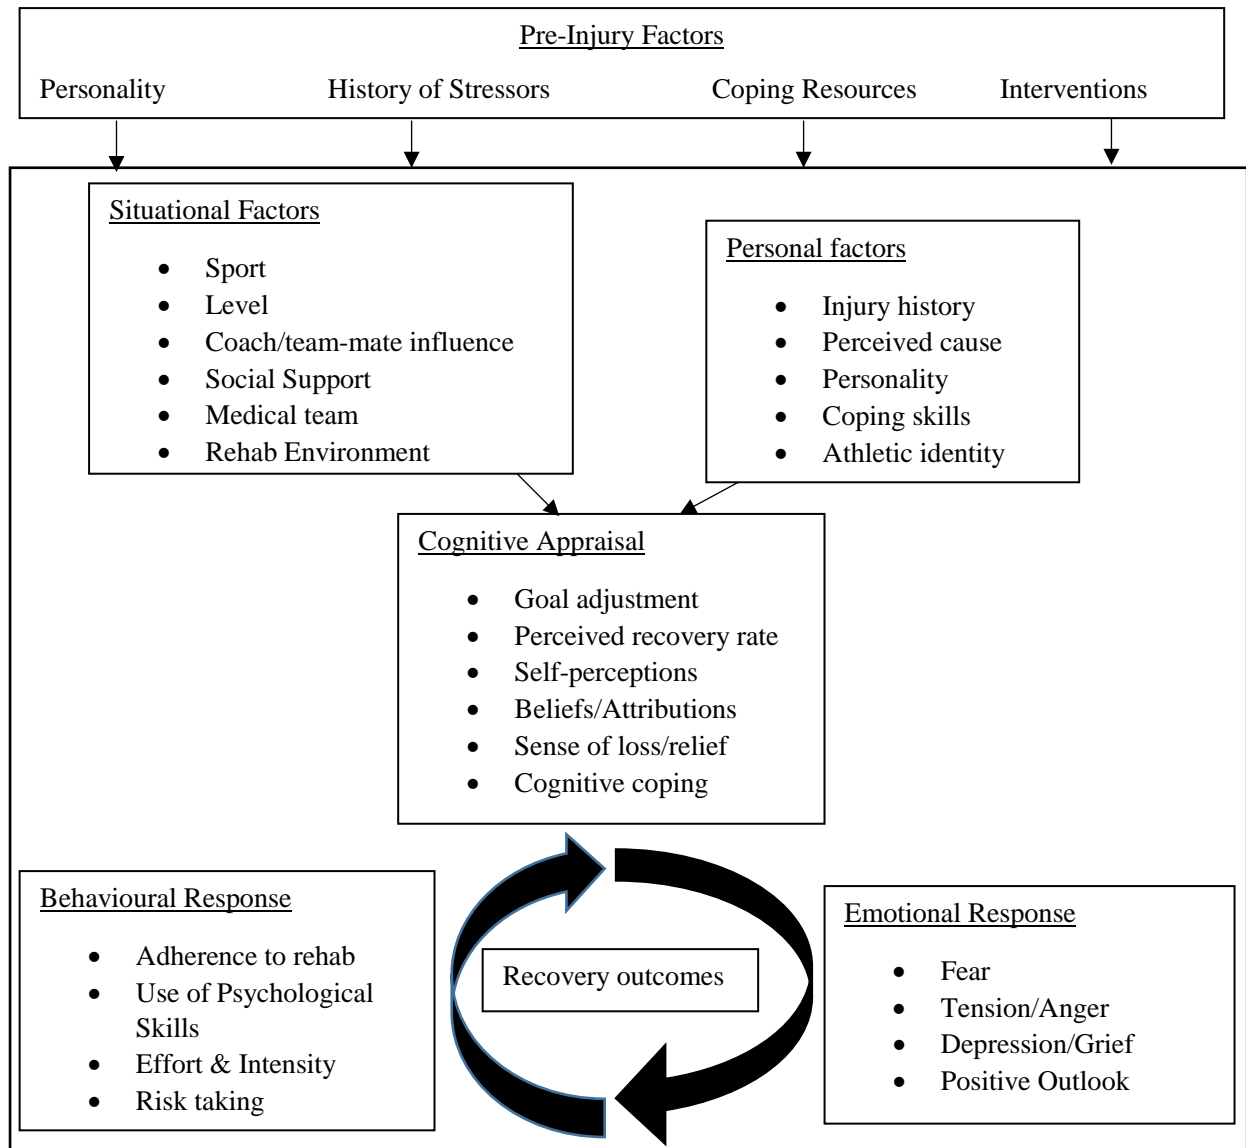 Pre-Injury Factors
Personality History of Stressors Coping Resources Interventions
Situational Factors
• Sport
• Level
• Coach/team-mate influence
• Social Support
• Medical team
• Rehab Environment
Personal factors
• Injury history
• Perceived cause
• Personality
• Coping skills
• Athletic identity
Cognitive Appraisal
• Goal adjustment
• Perceived recovery rate
• Self-perceptions
• Beliefs/Attributions
• Sense of loss/relief
• Cognitive coping
Behavioural Response
• Adherence to rehab
• Use of Psychological
Skills
• Effort & Intensity
• Risk taking
Recovery outcomes
Emotional Response
• Fear
• Tension/Anger
• Depression/Grief
• Positive Outlook